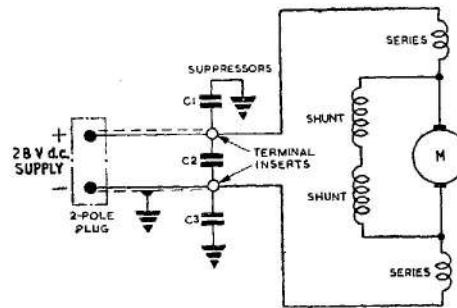 SERIES
SUPPRESSORS
C1
SHUNT
+
28 V d.c.
SUPPLY
TERMINAL
INSERTS
C2
M
−
SHUNT
2-POLE
PLUG
C3
SERIES